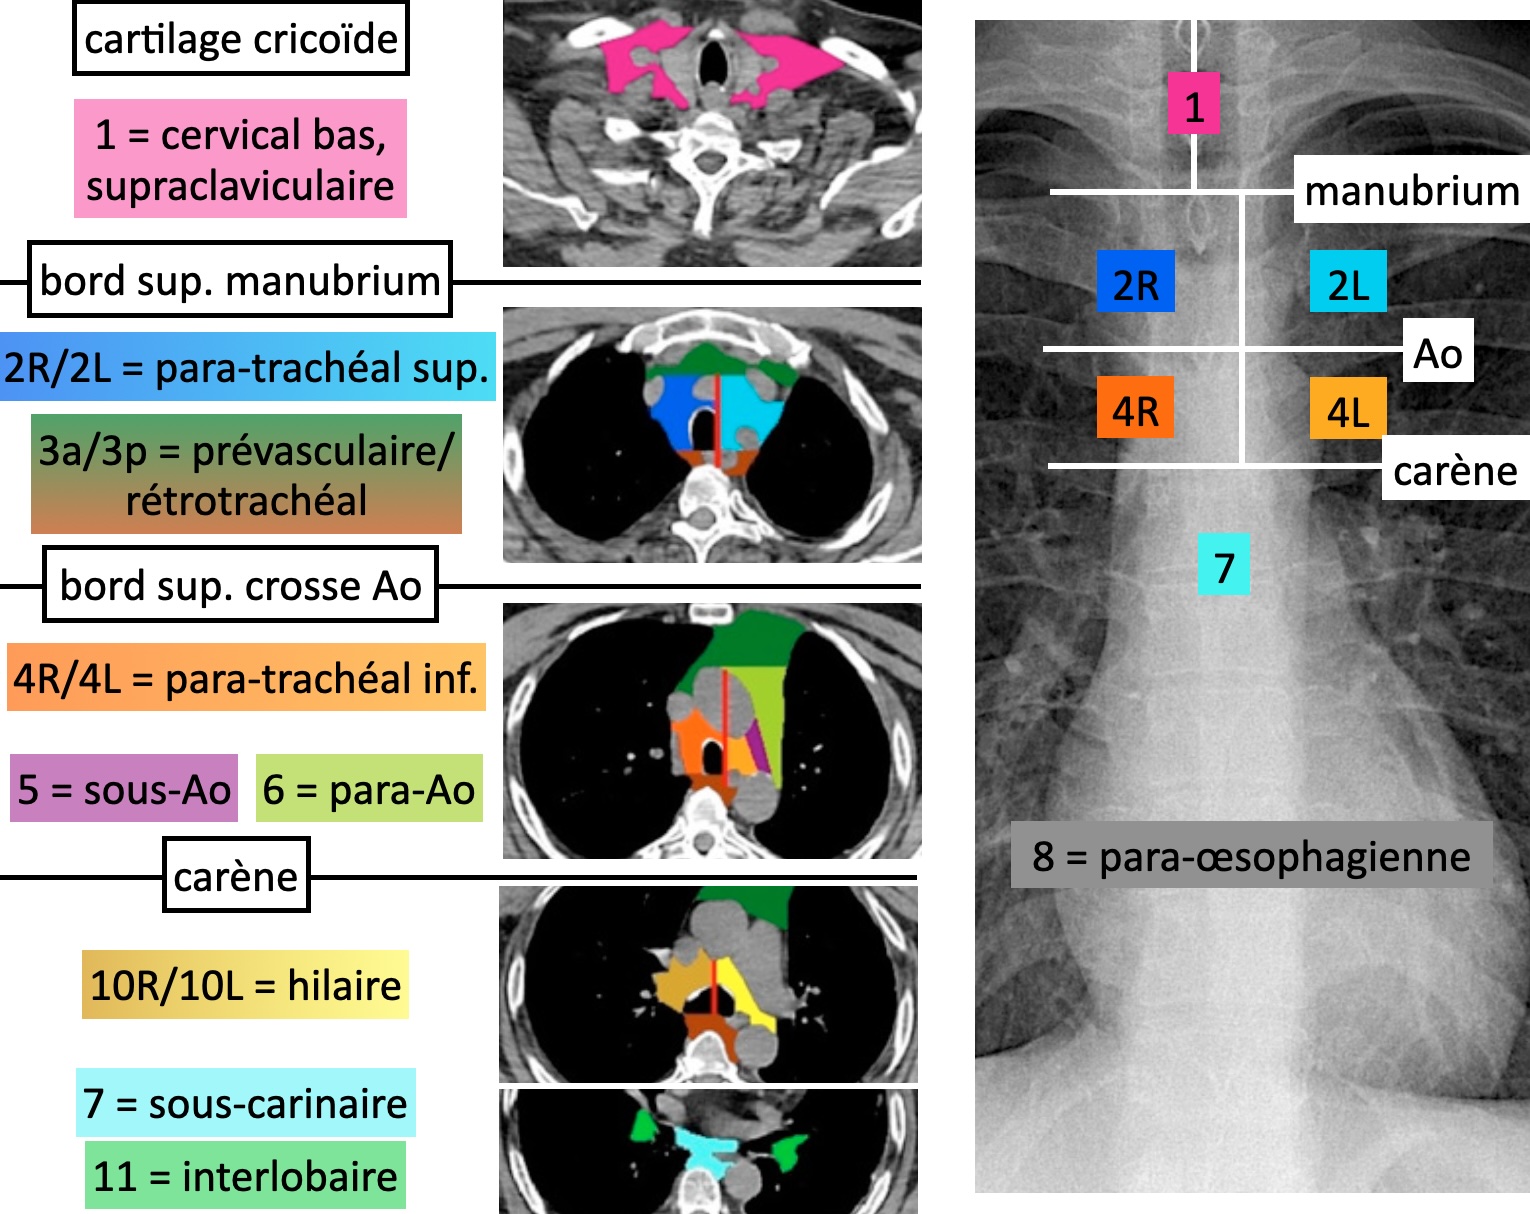 cartilage cricoïde
1 = cervical bas,
supraclaviculaire
bord sup. manubrium
2R/2L = para-trachéal sup.
3a/3p = prévasculaire/
rétrotrachéal
bord sup. crosse Ao
4R/4L = para-trachéal inf.
5 = sous-Ao
6 = para-Ao
carène
10R/10L = hilaire
7 = sous-carinaire
11 = interlobaire
1
manubrium
2R
2L
Ao
4R
4L
carène
7
8 = para-œsophagienne